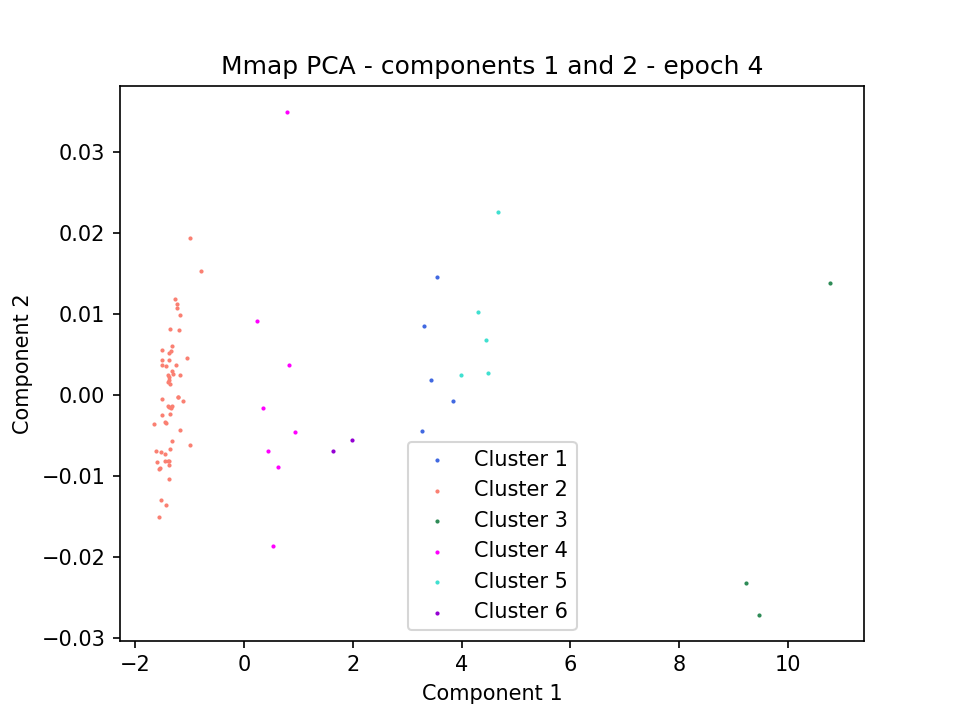 Mmap PCA - components 1 and 2 - epoch 4
Component 2
0.03
0.02
0.01
0.00
−0.01
−0.02
−0.03
Cluster 1
Cluster 2
Cluster 3
Cluster 4
Cluster 5
Cluster 6
−2 0 2 4 6 8 10
Component 1